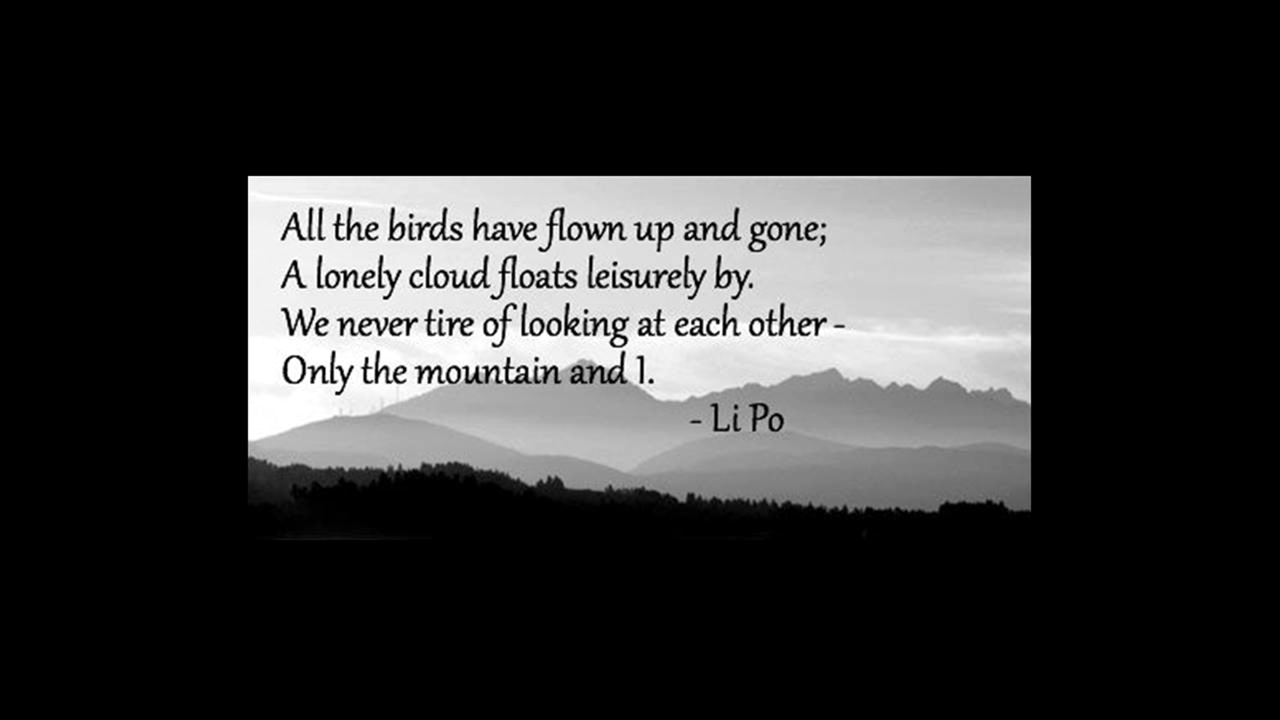 All the birds have flown up and gone;
A lonely cloud floats leisurely by.
We never tire of looking at each other -
Only the mountain and I.
- Li Po